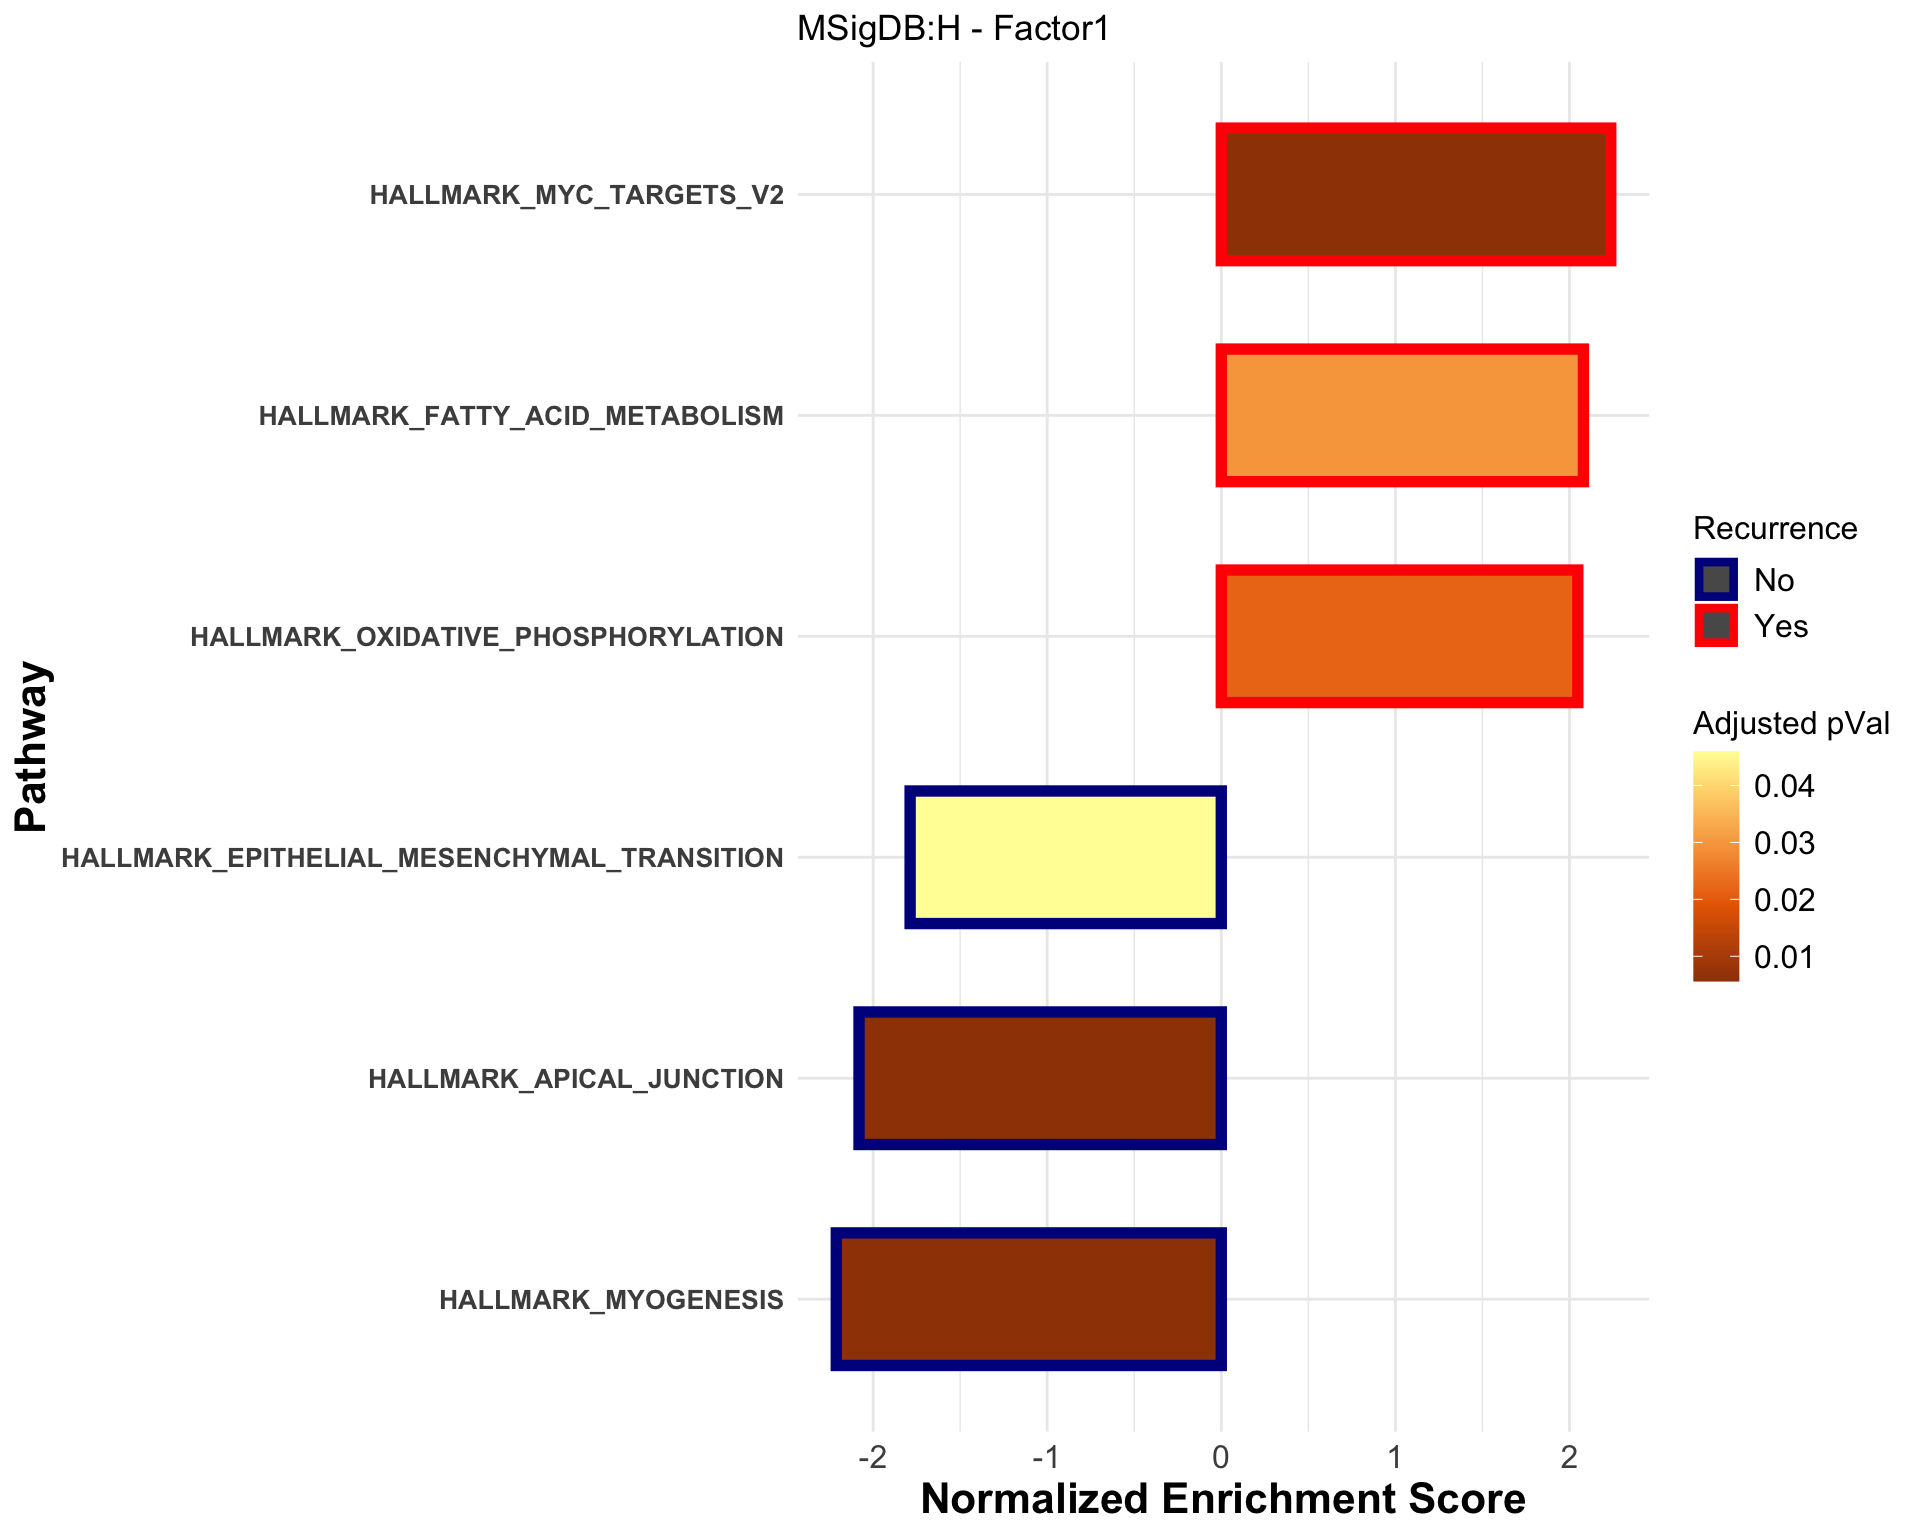 MSigDB:H - Factor1
Pathway
HALLMARK_MYC_TARGETS_V2
HALLMARK_FATTY_ACID_METABOLISM
HALLMARK_OXIDATIVE_PHOSPHORYLATION
HALLMARK_EPITHELIAL_MESENCHYMAL_TRANSITION
HALLMARK_APICAL_JUNCTION
HALLMARK_MYOGENESIS
-2 -1 0 1 2
Normalized Enrichment Score
Recurrence
No
Yes
Adjusted pVal
0.04
0.03
0.02
0.01